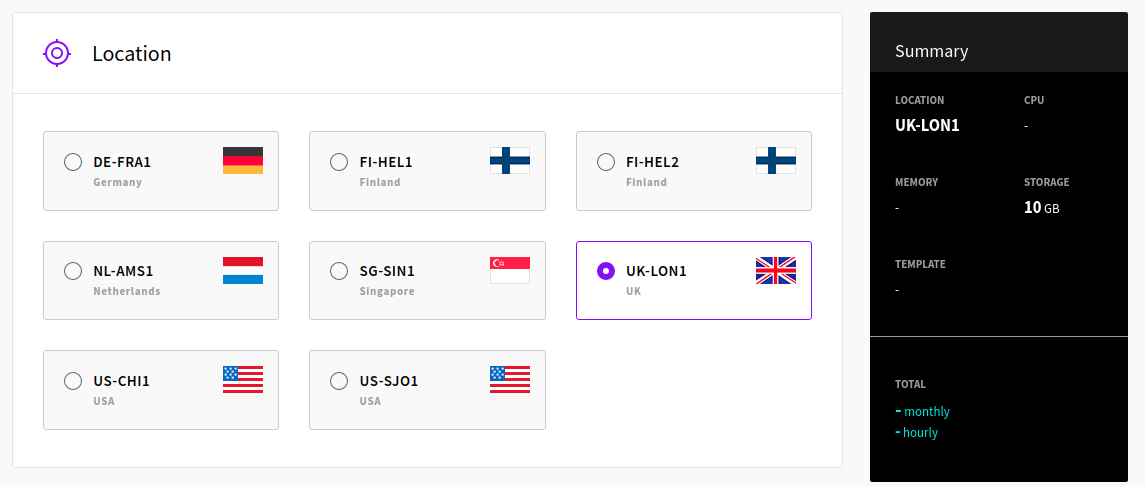 Location
DE-FRA1
Germany
FI-HEL1
Finland
FI-HEL2
Finland
NL-AMS1
Netherlands
SG-SIN1
Singapore
UK-LON1
UK
US-CHI1
USA
US-SJO1
USA
Summary
LOCATION
UK-LON1
CPU
-
MEMORY
-
STORAGE
10 GB
TEMPLATE
-
TOTAL
- monthly
- hourly